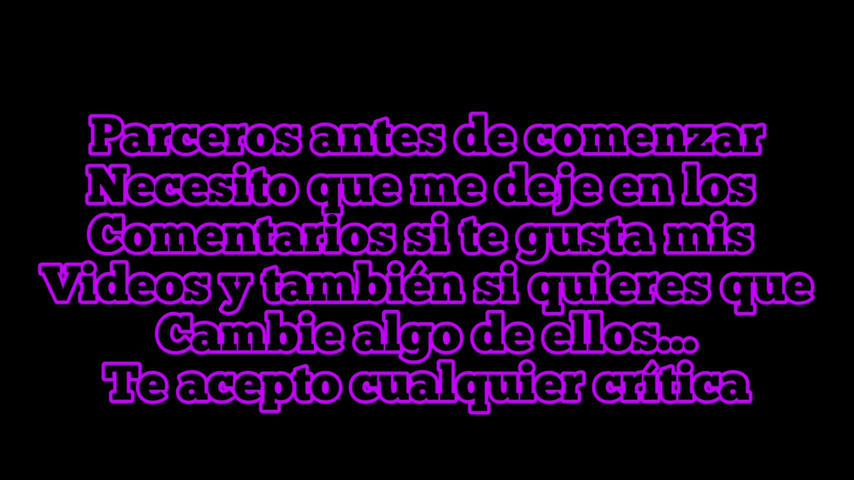 Parceros antes de comenzar
Necesito que me deje en los
Comentarios si te gusta mis
Videos y también si quieres que
Cambie algo de ellos...
Te acepto cualquier crítica